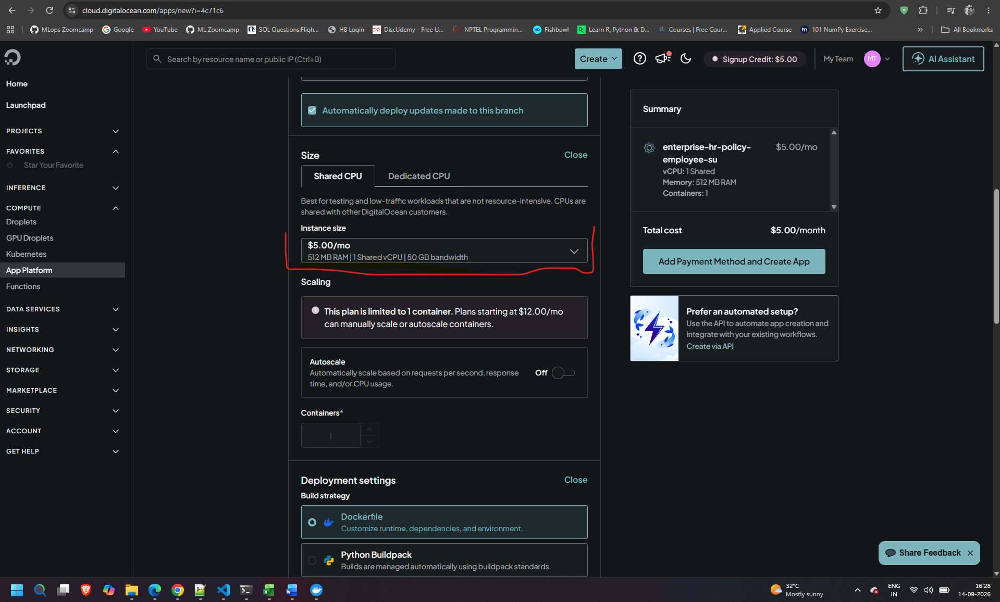 cloud.digitalocean.com/apps/new?i=4c71c6
MLops Zoomcamp
Google
YouTube
ML Zoomcamp
SQL Questions:Fligh...
H8 Login
DiscUdemy - Free U...
NPTEL Programmin...
Fishbowl
Learn R, Python & D...
Courses | Free Cour...
Applied Course
101 NumPy Exercise...
»
All Bookmarks
Search by resource name or public IP (Ctrl+B)
Create
Signup Credit: $5.00
My Team
MT
AI Assistant
Home
Launchpad
PROJECTS
FAVORITES
Star Your Favorite
INFERENCE
COMPUTE
Droplets
GPU Droplets
Kubernetes
App Platform
Functions
DATA SERVICES
INSIGHTS
NETWORKING
STORAGE
MARKETPLACE
SECURITY
ACCOUNT
GET HELP
Automatically deploy updates made to this branch
Size
Close
Shared CPU
Dedicated CPU
Best for testing and low-traffic workloads that are not resource-intensive. CPUs are
shared with other DigitalOcean customers.
Instance size
$5.00/mo
512 MB RAM | 1 Shared vCPU | 50 GB bandwidth
Scaling
This plan is limited to 1 container. Plans starting at $12.00/mo
can manually scale or autoscale containers.
Autoscale
Automatically scale based on requests per second, response
time, and/or CPU usage.
Off
Containers*
1
Deployment settings
Close
Build strategy
Dockerfile
Customize runtime, dependencies, and environment.
Python Buildpack
Builds are managed automatically using buildpack standards.
Summary
enterprise-hr-policy-
employee-su
$5.00/mo
vCPU: 1 Shared
Memory: 512 MB RAM
Containers: 1
Total cost
$5.00/month
Add Payment Method and Create App
Prefer an automated setup?
Use the API to automate app creation and
integrate with your existing workflows.
Create via API
Share Feedback
32°C
Mostly sunny
ENG
IN
16:28
14-09-2026